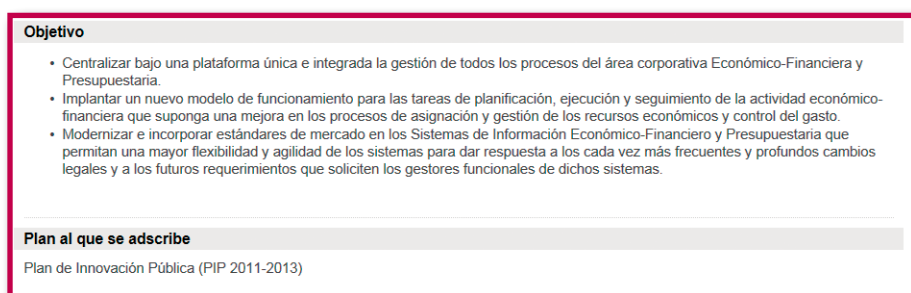 Objetivo
• Centralizar bajo una plataforma única e integrada la gestión de todos los procesos del área corporativa Económico-Financiera y
Presupuestaria.
• Implantar un nuevo modelo de funcionamiento para las tareas de planificación, ejecución y seguimiento de la actividad económico-
financiera que suponga una mejora en los procesos de asignación y gestión de los recursos económicos y control del gasto.
• Modernizar e incorporar estándares de mercado en los Sistemas de Información Económico-Financiero y Presupuestaria que
permitan una mayor flexibilidad y agilidad de los sistemas para dar respuesta a los cada vez más frecuentes y profundos cambios
legales y a los futuros requerimientos que soliciten los gestores funcionales de dichos sistemas.
Plan al que se adscribe
Plan de Innovación Pública (PIP 2011-2013)